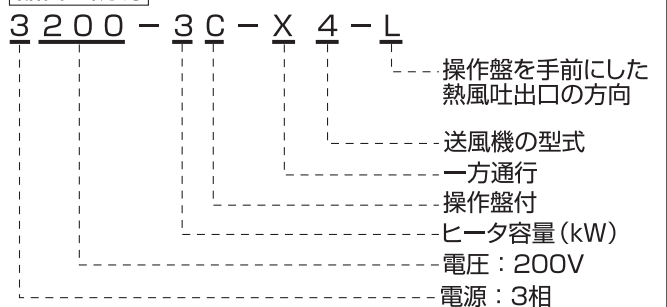 3200-3C-X4-L
操作盤を手前にした
熱風吐出口の方向
送風機の型式
一方通行
操作盤付
ヒータ容量(kW)
電圧:200V
電源:3相